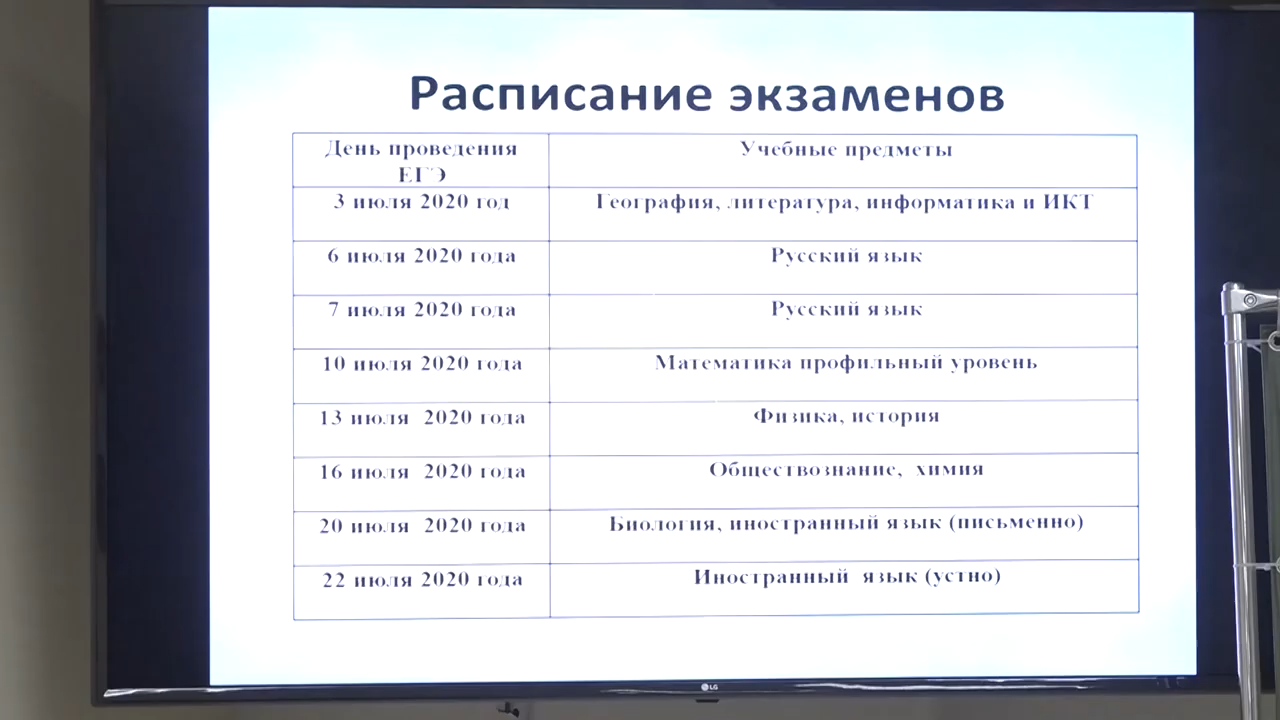 Расписание экзаменов
День проведения
ЕГЭ
Учебные предметы
3 июля 2020 год
География, литература, информатика и ИКТ
6 июля 2020 года
Русский язык
7 июля 2020 года
Русский язык
10 июля 2020 года
Математика профильный уровень
13 июля 2020 года
Физика, история
16 июля 2020 года
Обществознание, химия
20 июля 2020 года
Биология, иностранный язык (письменно)
22 июля 2020 года
Иностранный язык (устно)
LG